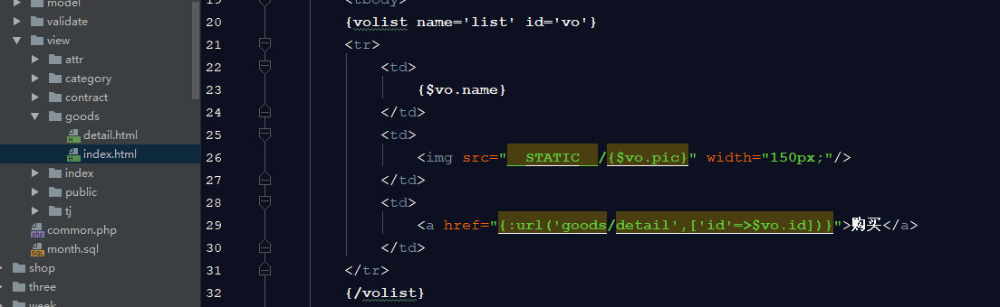 model
validate
view
attr
category
contract
goods
detail.html
index.html
index
public
tj
common.php
month.sql
shop
three
week
19 <tbody>
20 {volist name='list' id='vo'}
21 <tr>
22 <td>
23 {$vo.name}
24 </td>
25 <td>
26 <img src="__STATIC__/{$vo.pic}" width="150px;"/>
27 </td>
28 <td>
29 <a href="{:url('goods/detail',['id'=>$vo.id])}">购买</a>
30 </td>
31 </tr>
32 {/volist}